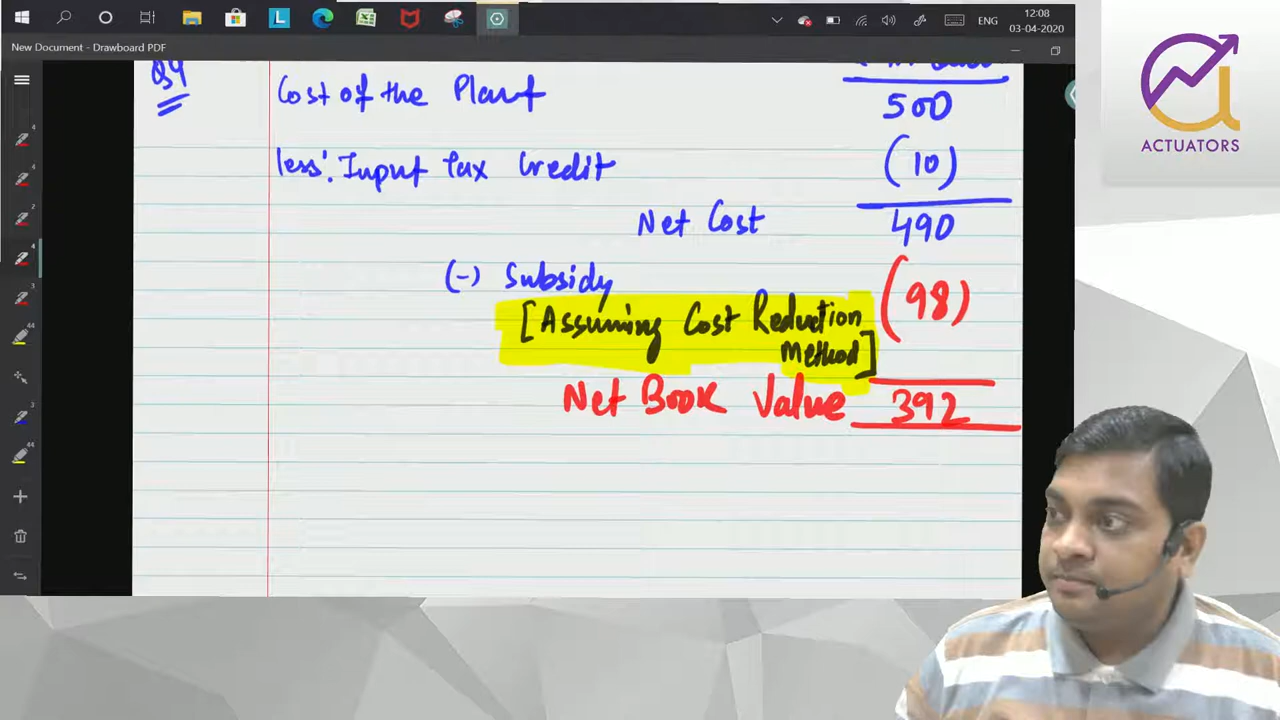 12:08
ENG
03-04-2020
New Document - Drawboard PDF
Q4
Cost of the Plant
500
less: Input Tax Credit
(10)
Net Cost
490
(-) Subsidy
(98)
[Assuming Cost Reduction
Method]
Net Book Value
392
ACTUATORS